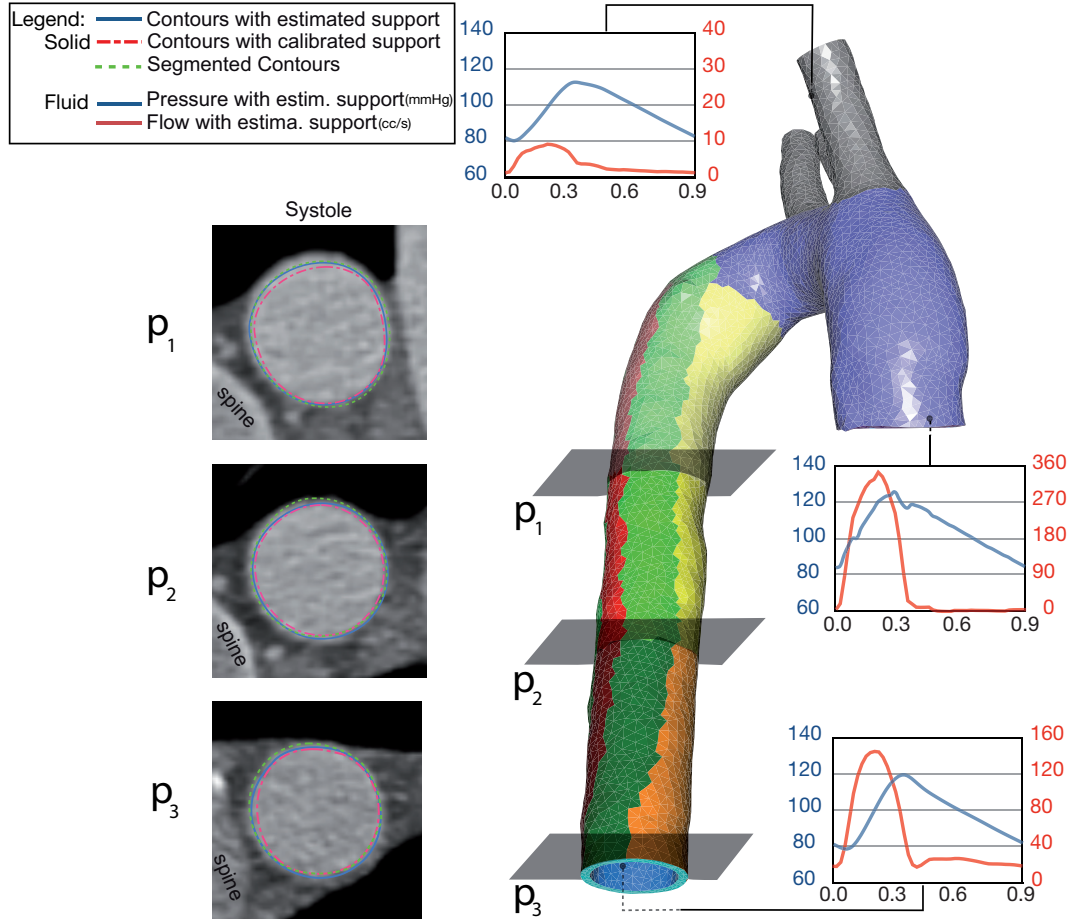 Legend:
Contours with estimated support
Solid
Contours with calibrated support
Segmented Contours
Fluid
Pressure with estim. support(mmHg)
Flow with estima. support(cc/s)
140 40
120 30
100 20
80 10
60 0
0.0 0.3 0.6 0.9
Systole
p1
spine
p2
spine
p3
spine
p1
p2
p3
140 360
120 270
100 180
80 90
60 0
0.0 0.3 0.6 0.9
140 160
120 120
100 80
80 40
60 0
0.0 0.3 0.6 0.9